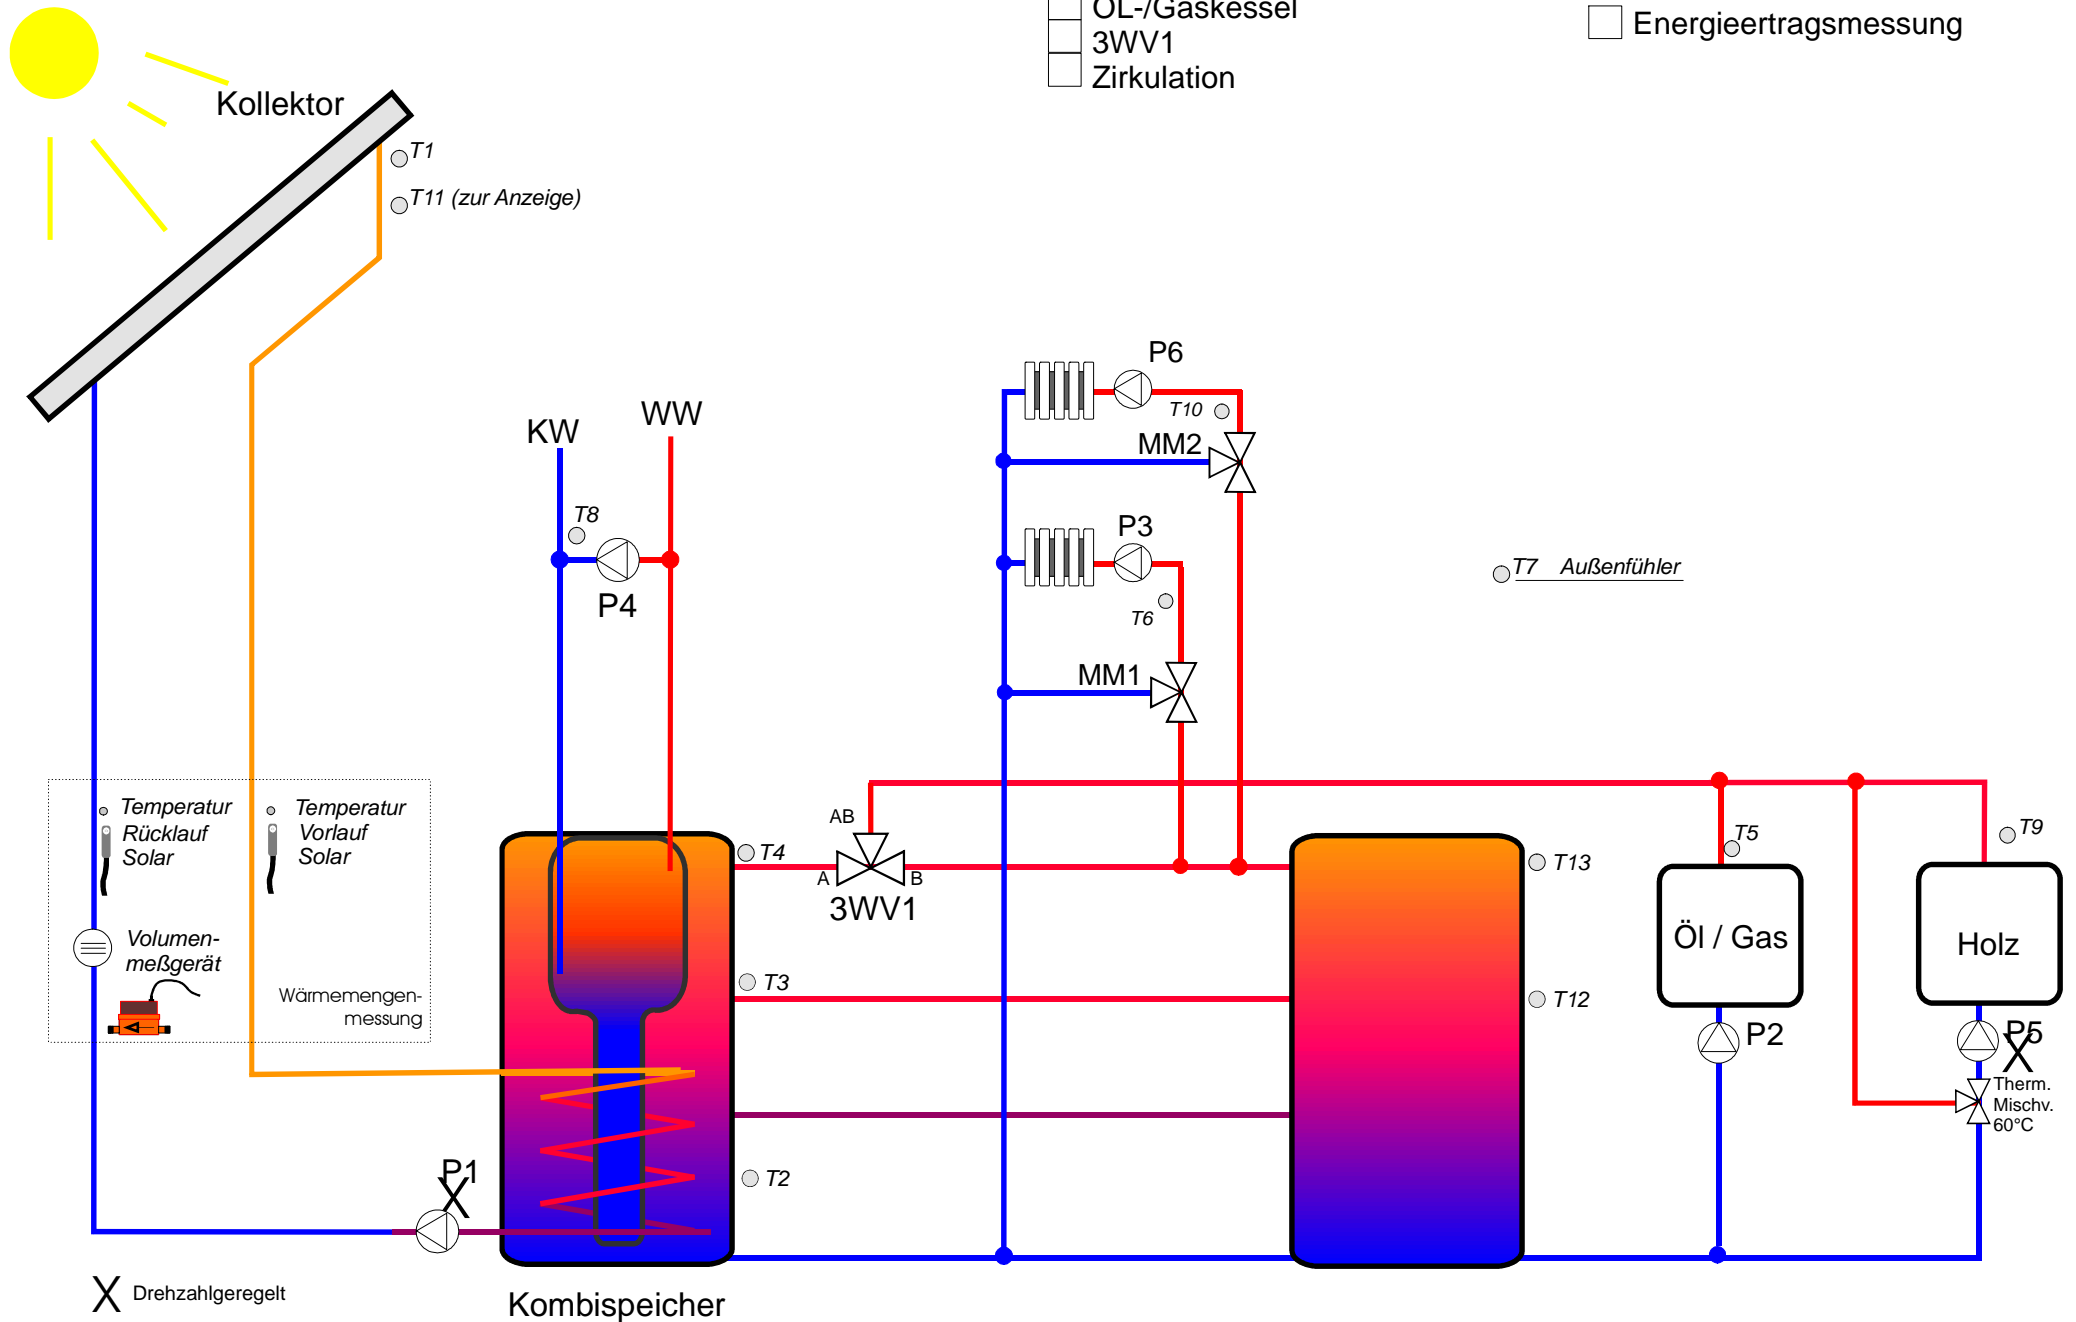 ÖL-/Gaskessel
3WV1
Zirkulation
Energieertragsmessung
Kollektor
T1
T11 (zur Anzeige)
P6
T10
MM2
KW
WW
T8
P4
P3
T6
MM1
T7 Außenfühler
Temperatur
Rücklauf
Solar
Temperatur
Vorlauf
Solar
Volumen-
meßgerät
Wärmemengen-
messung
AB
A
B
3WV1
T4
T3
T2
T13
T12
T5
T9
Öl / Gas
Holz
P2
P5
X
Therm.
Mischv.
60°C
P1
X
X Drehzahlgeregelt
Kombispeicher